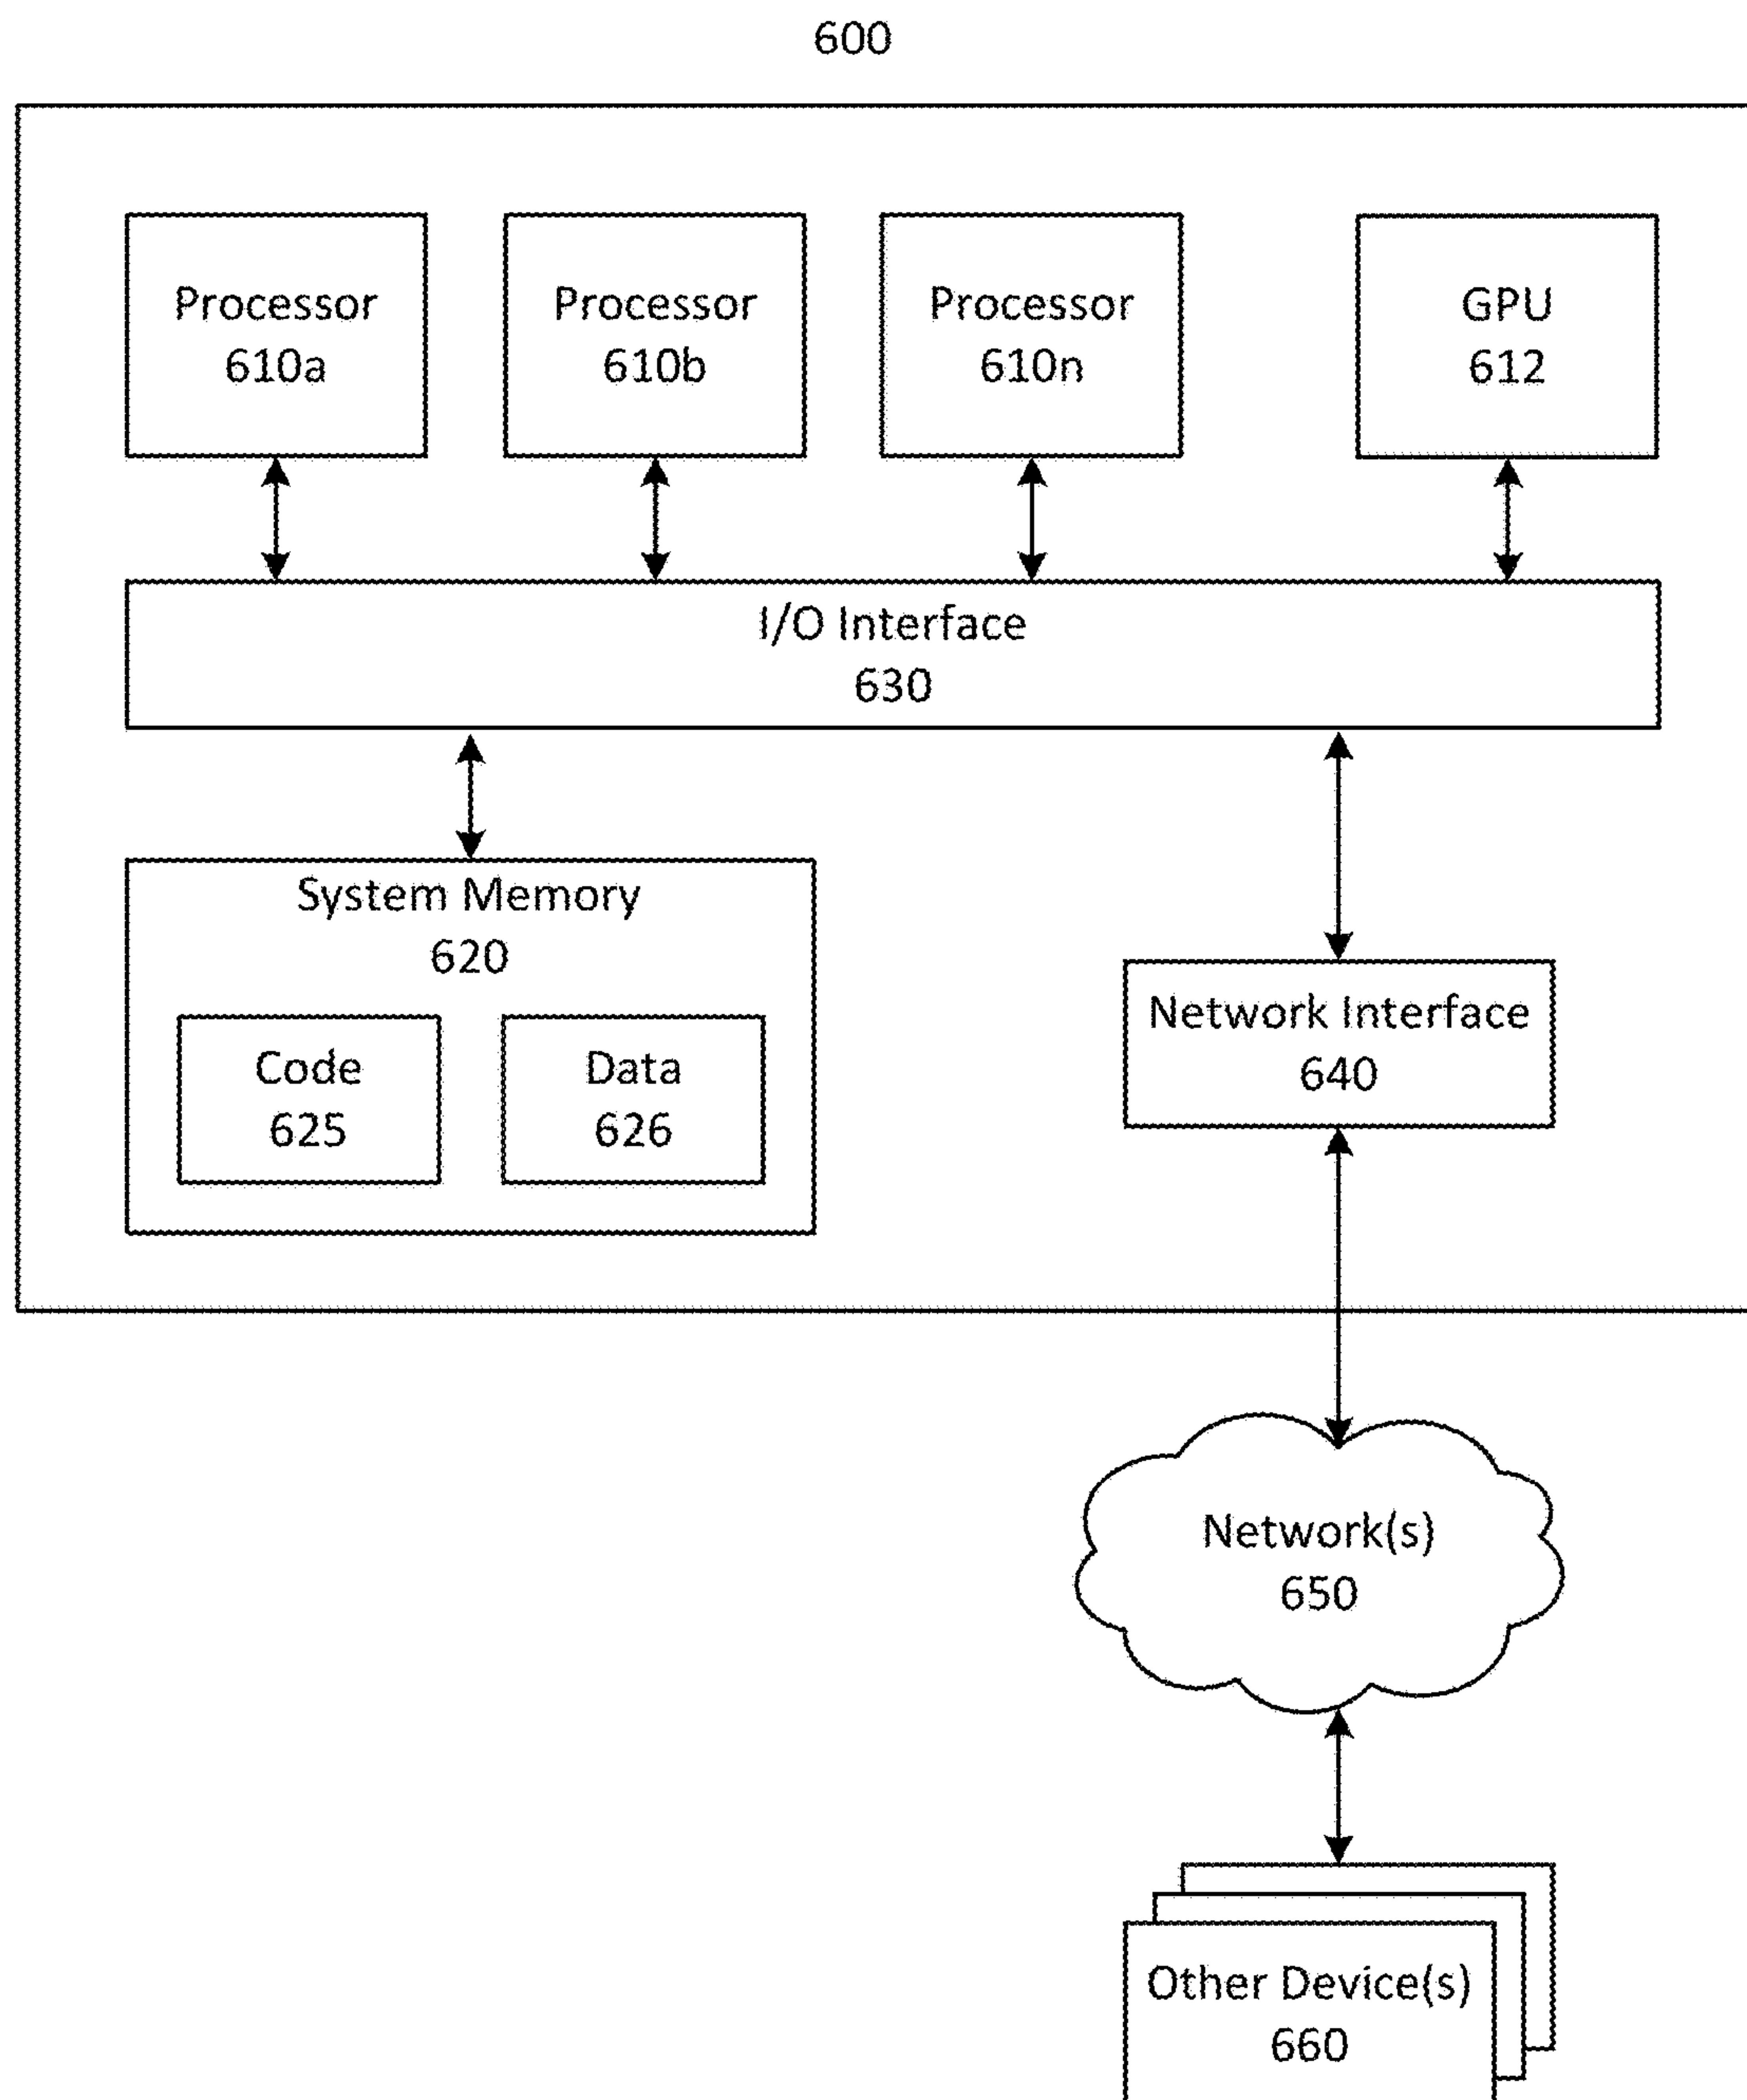 600
Processor
610a
Processor
610b
Processor
610n
GPU
612
I/O Interface
630
System Memory
620
Code
625
Data
626
Network Interface
640
Network(s)
650
Other Device(s)
660